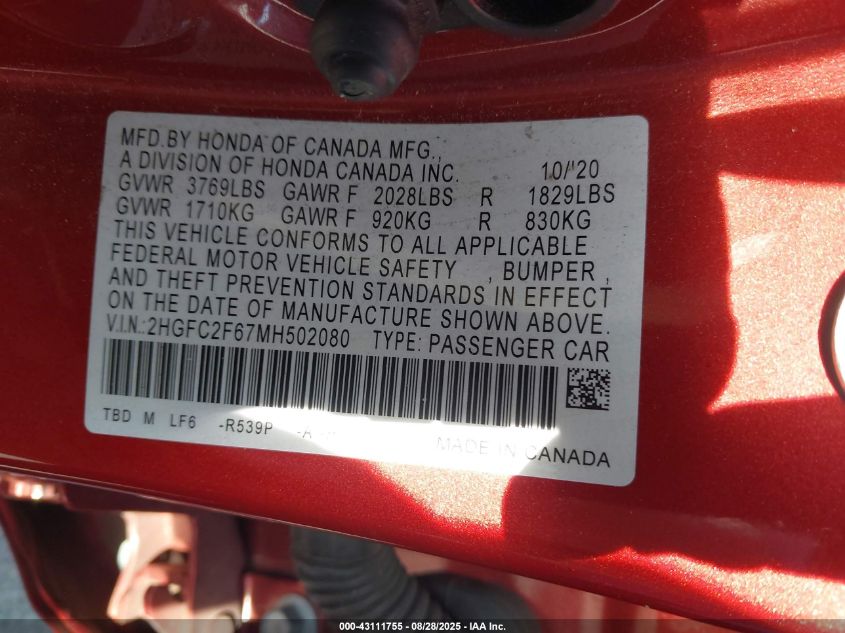 MFD.BY HONDA OF CANADA MFG.,
A DIVISION OF HONDA CANADA INC. 10/'20
GVWR 3769LBS GAWR F 2028LBS R 1829LBS
GVWR 1710KG GAWR F 920KG R 830KG
THIS VEHICLE CONFORMS TO ALL APPLICABLE
FEDERAL MOTOR VEHICLE SAFETY , BUMPER ,
AND THEFT PREVENTION STANDARDS IN EFFECT
ON THE DATE OF MANUFACTURE SHOWN ABOVE.
V.I.N.:2HGFC2F67MH502080 TYPE: PASSENGER CAR
TBD M LF6 -R539P -A
MADE IN CANADA
000-43111755 - 08/28/2025 - IAA Inc.